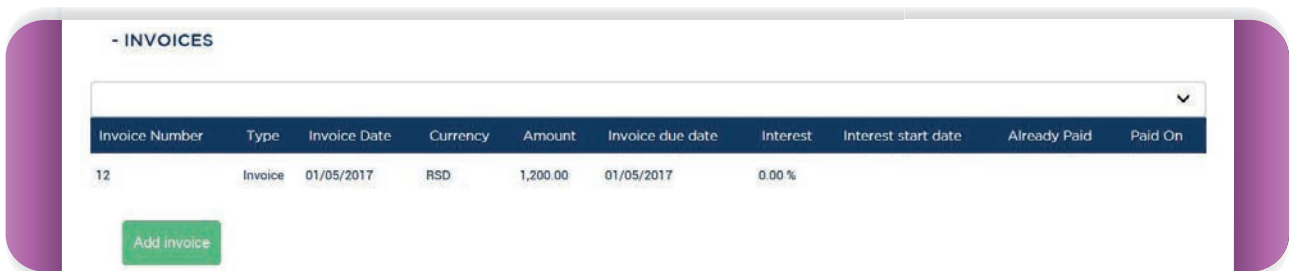 - INVOICES
Invoice Number Type Invoice Date Currency Amount Invoice due date Interest Interest start date Already Paid Paid On
12 Invoice 01/05/2017 RSD 1,200.00 01/05/2017 0.00 %
Add invoice